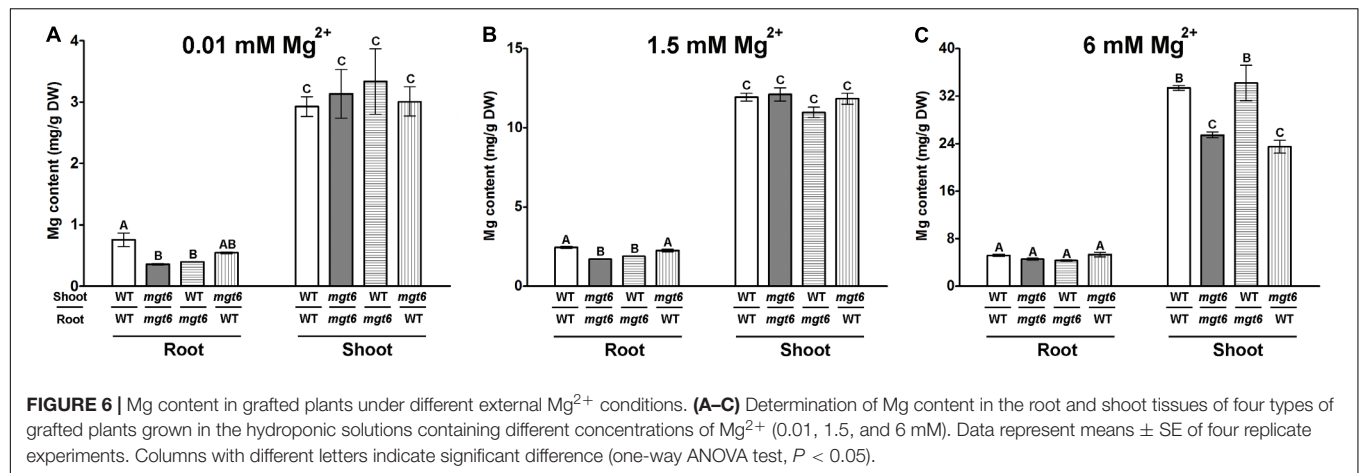 A
0.01 mM Mg2+
Mg content (mg/g DW)
4
3
2
1
0
A
B
B
AB
C
C
C
C
Shoot WT mgt6 WT mgt6 WT mgt6 WT mgt6
Root WT mgt6 mgt6 WT WT mgt6 mgt6 WT
Root Shoot
B
1.5 mM Mg2+
Mg content (mg/g DW)
15
10
5
0
A
B
B
A
C
C
C
C
WT mgt6 WT mgt6 WT mgt6 WT mgt6
WT mgt6 mgt6 WT WT mgt6 mgt6 WT
Root Shoot
C
6 mM Mg2+
Mg content (mg/g DW)
40
32
24
16
8
0
A
A
A
A
B
C
B
C
WT mgt6 WT mgt6 WT mgt6 WT mgt6
WT mgt6 mgt6 WT WT mgt6 mgt6 WT
Root Shoot
FIGURE 6 | Mg content in grafted plants under different external Mg2+ conditions. (A–C) Determination of Mg content in the root and shoot tissues of four types of
grafted plants grown in the hydroponic solutions containing different concentrations of Mg2+ (0.01, 1.5, and 6 mM). Data represent means ± SE of four replicate
experiments. Columns with different letters indicate significant difference (one-way ANOVA test, P < 0.05).